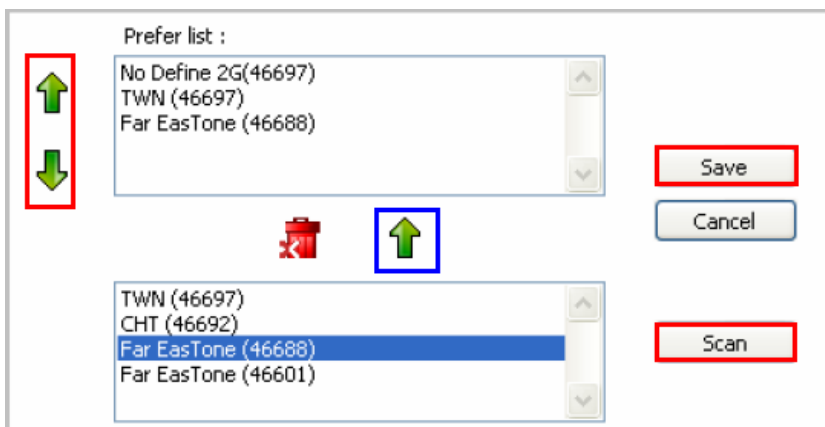 Prefer list :
No Define 2G(46697)
TWN (46697)
Far EasTone (46688)
Save
Cancel
TWN (46697)
CHT (46692)
Far EasTone (46688)
Far EasTone (46601)
Scan